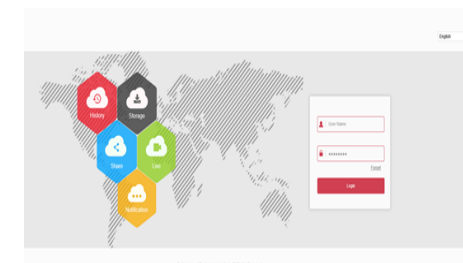 English
History
Storage
User Name
Share
Live
Forgot
Login
Notification